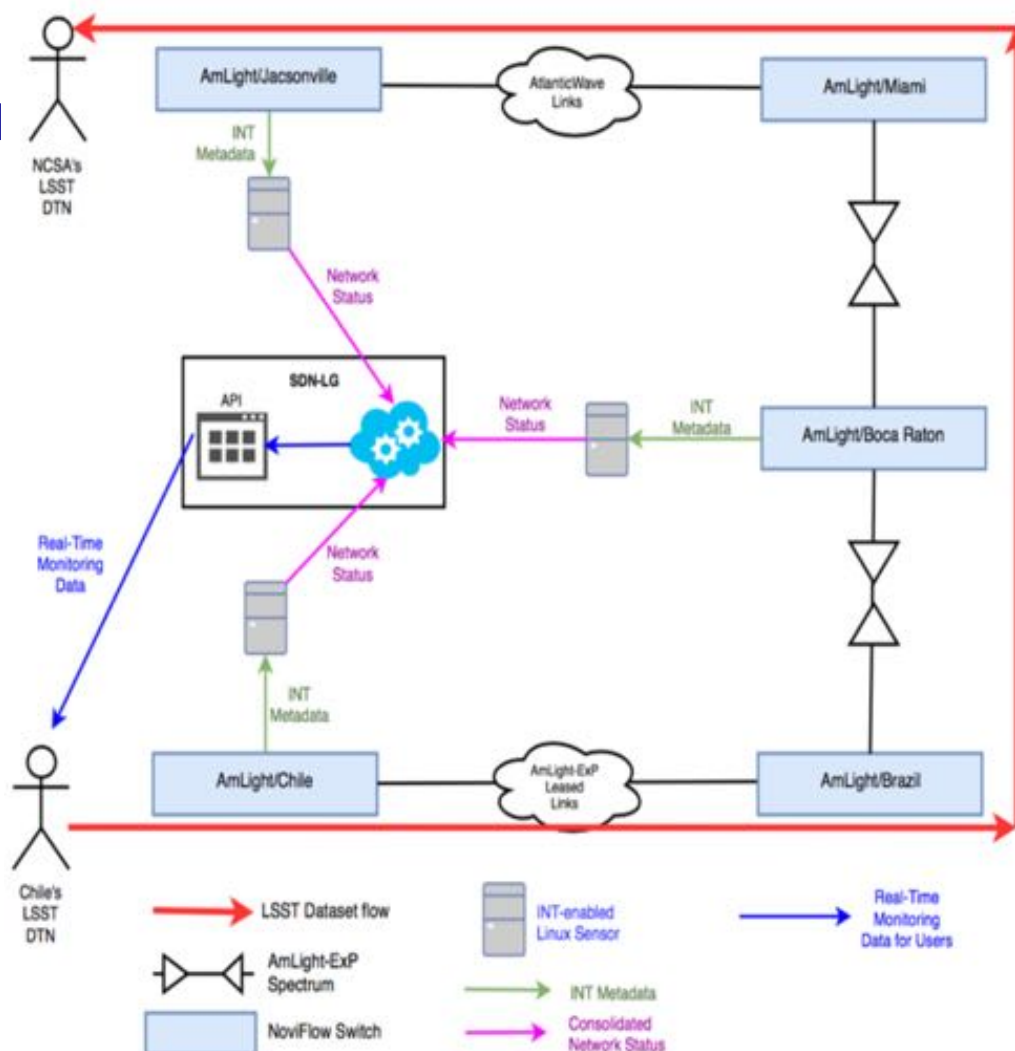 AmLight/Jacsonville
AtlanticWave
Links
AmLight/Miami
NCSA's
LSST
DTN
INT
Metadata
Network
Status
SDN-LG
API
Network
Status
INT
Metadata
AmLight/Boca Raton
Real-Time
Monitoring
Data
Network
Status
INT
Metadata
AmLight/Chile
AmLight-ExP
Leased
Links
AmLight/Brazil
Chile's
LSST
DTN
LSST Dataset flow
INT-enabled
Linux Sensor
Real-Time
Monitoring
Data for Users
AmLight-ExP
Spectrum
INT Metadata
NoviFlow Switch
Consolidated
Network Status